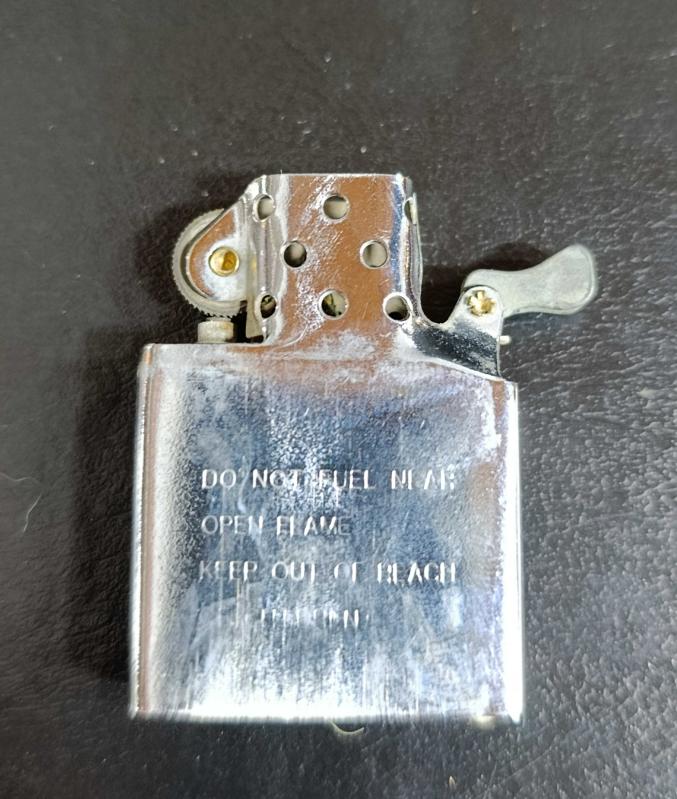 DO NOT FUEL NEAR
OPEN FLAME
KEEP OUT OF REACH